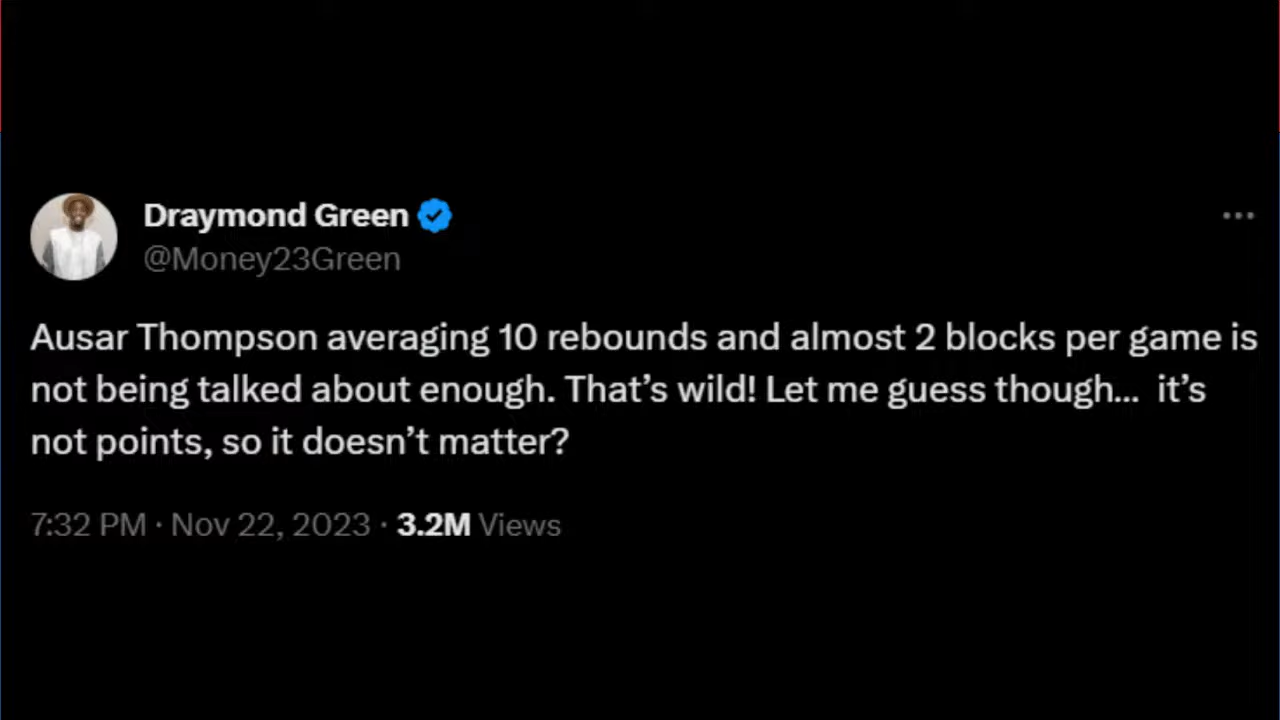 Draymond Green
@Money23Green
Ausar Thompson averaging 10 rebounds and almost 2 blocks per game is
not being talked about enough. That’s wild! Let me guess though...  it’s
not points, so it doesn’t matter?
7:32 PM · Nov 22, 2023 · 3.2M Views